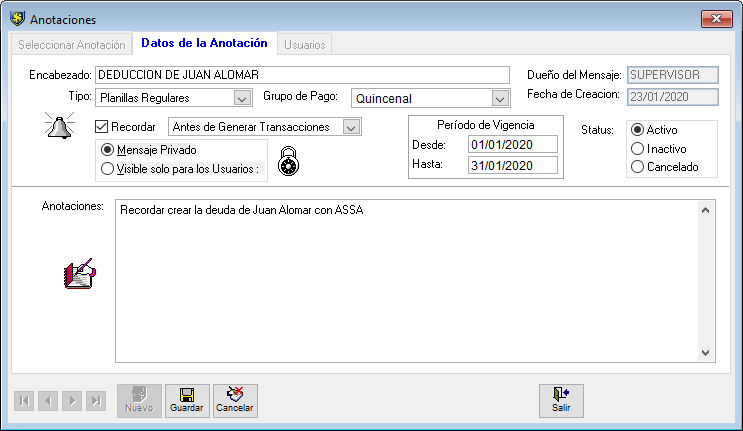 Anotaciones
Seleccionar Anotación Datos de la Anotación Usuarios
Encabezado: DEDUCCION DE JUAN ALOMAR Dueño del Mensaje: SUPERVISOR
Tipo: Planillas Regulares Grupo de Pago: Quincenal Fecha de Creacion: 23/01/2020
Recordar Antes de Generar Transacciones
Mensaje Privado
Visible solo para los Usuarios :
Período de Vigencia
Desde: 01/01/2020
Hasta: 31/01/2020
Status: Activo
Inactivo
Cancelado
Anotaciones: Recordar crear la deuda de Juan Alomar con ASSA
Nuevo Guardar Cancelar Salir